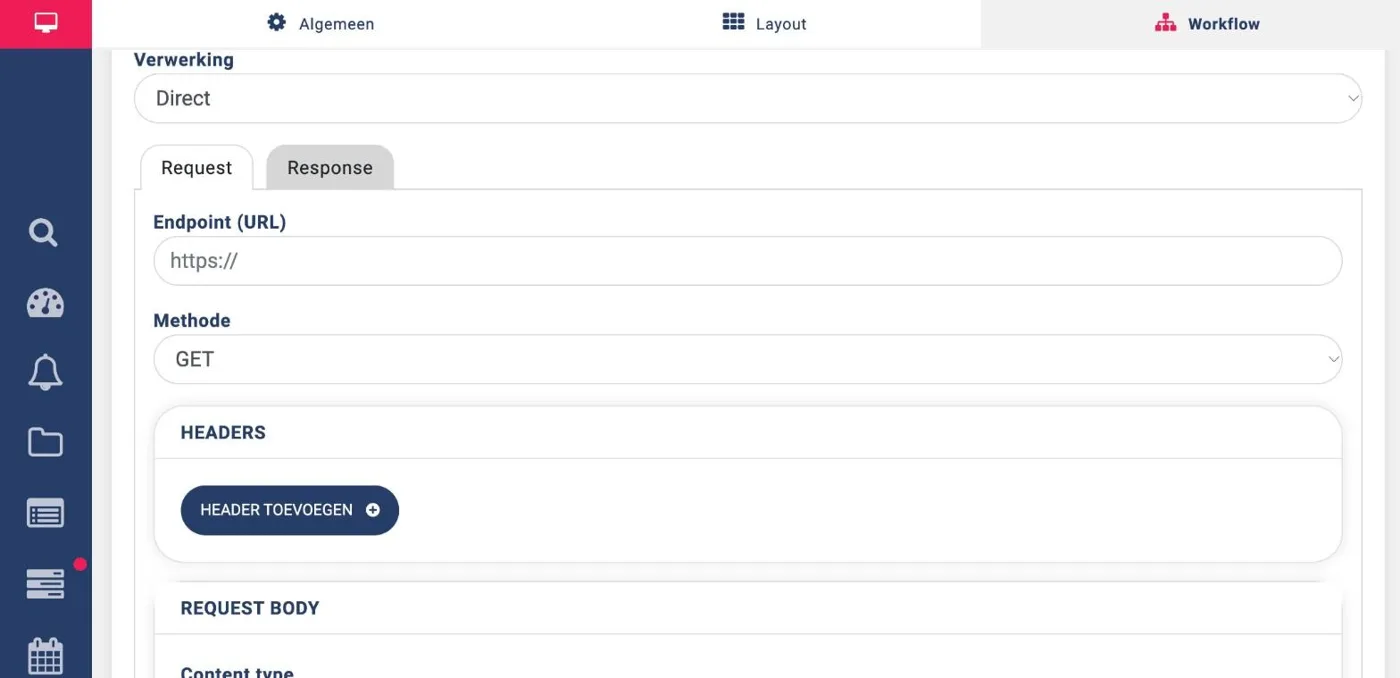 Algemeen
Layout
Workflow
Verwerking
Direct
Request
Response
Endpoint (URL)
https://
Methode
GET
HEADERS
HEADER TOEVOEGEN
REQUEST BODY
Content type